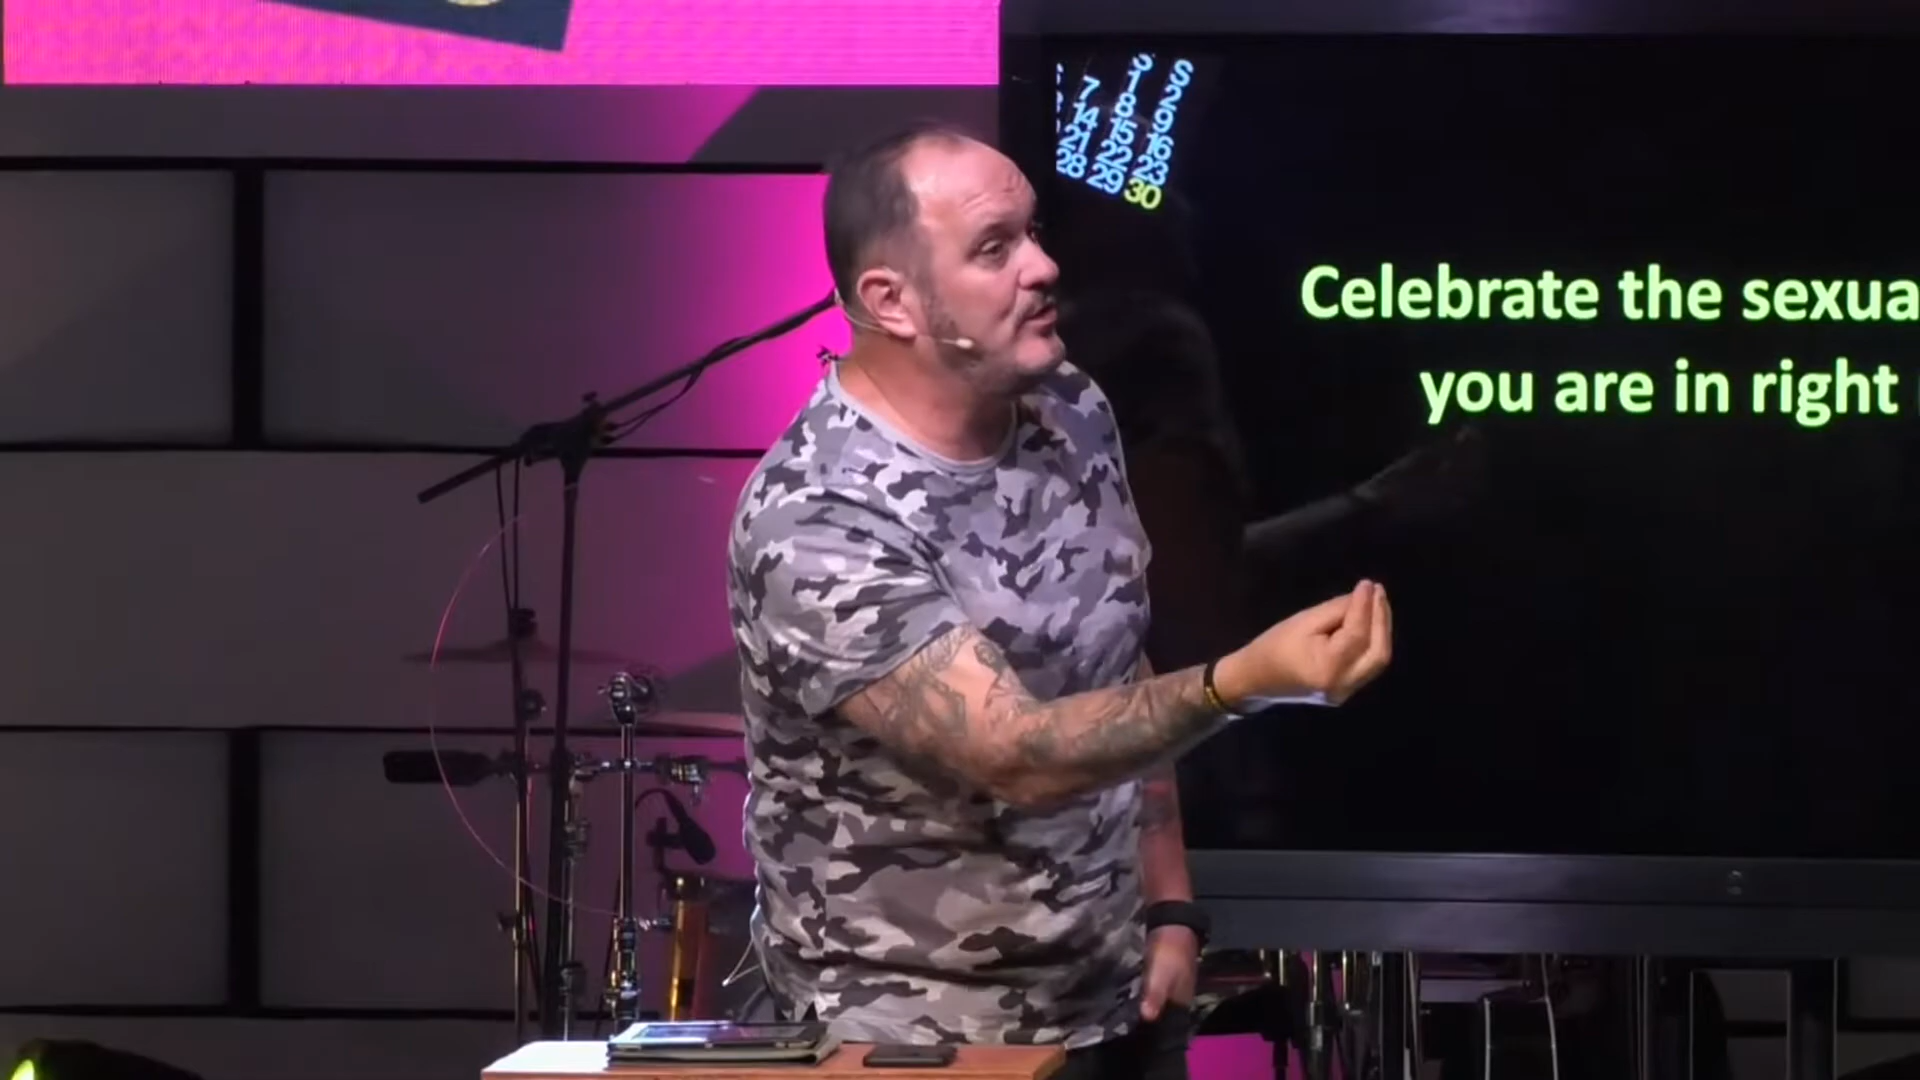 S S
7 1 2
14 8 9
21 15 16
28 22 23
29 30
Celebrate the sexua
you are in right